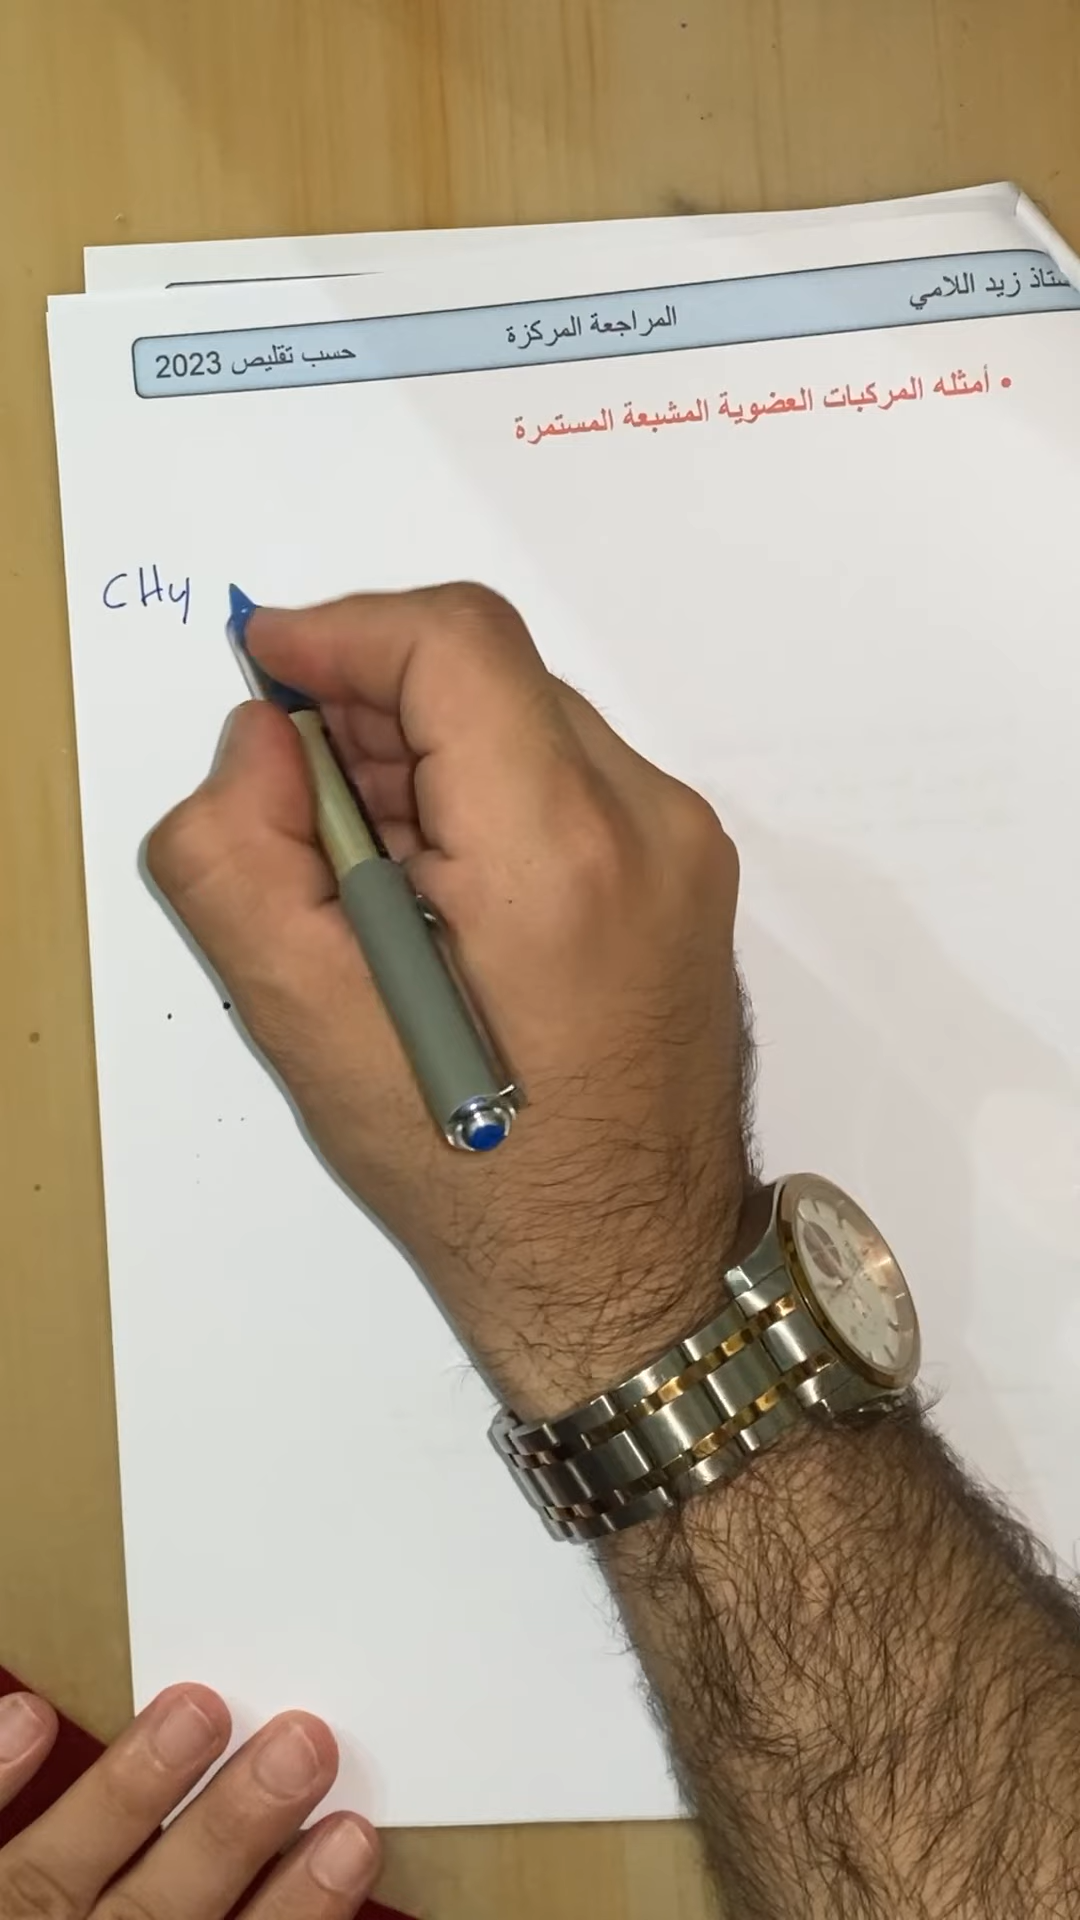 ستاذ زيد اللامي المراجعة المركزة حسب تقليص 2023
• أمثله المركبات العضوية المشبعة المستمرة
CH4